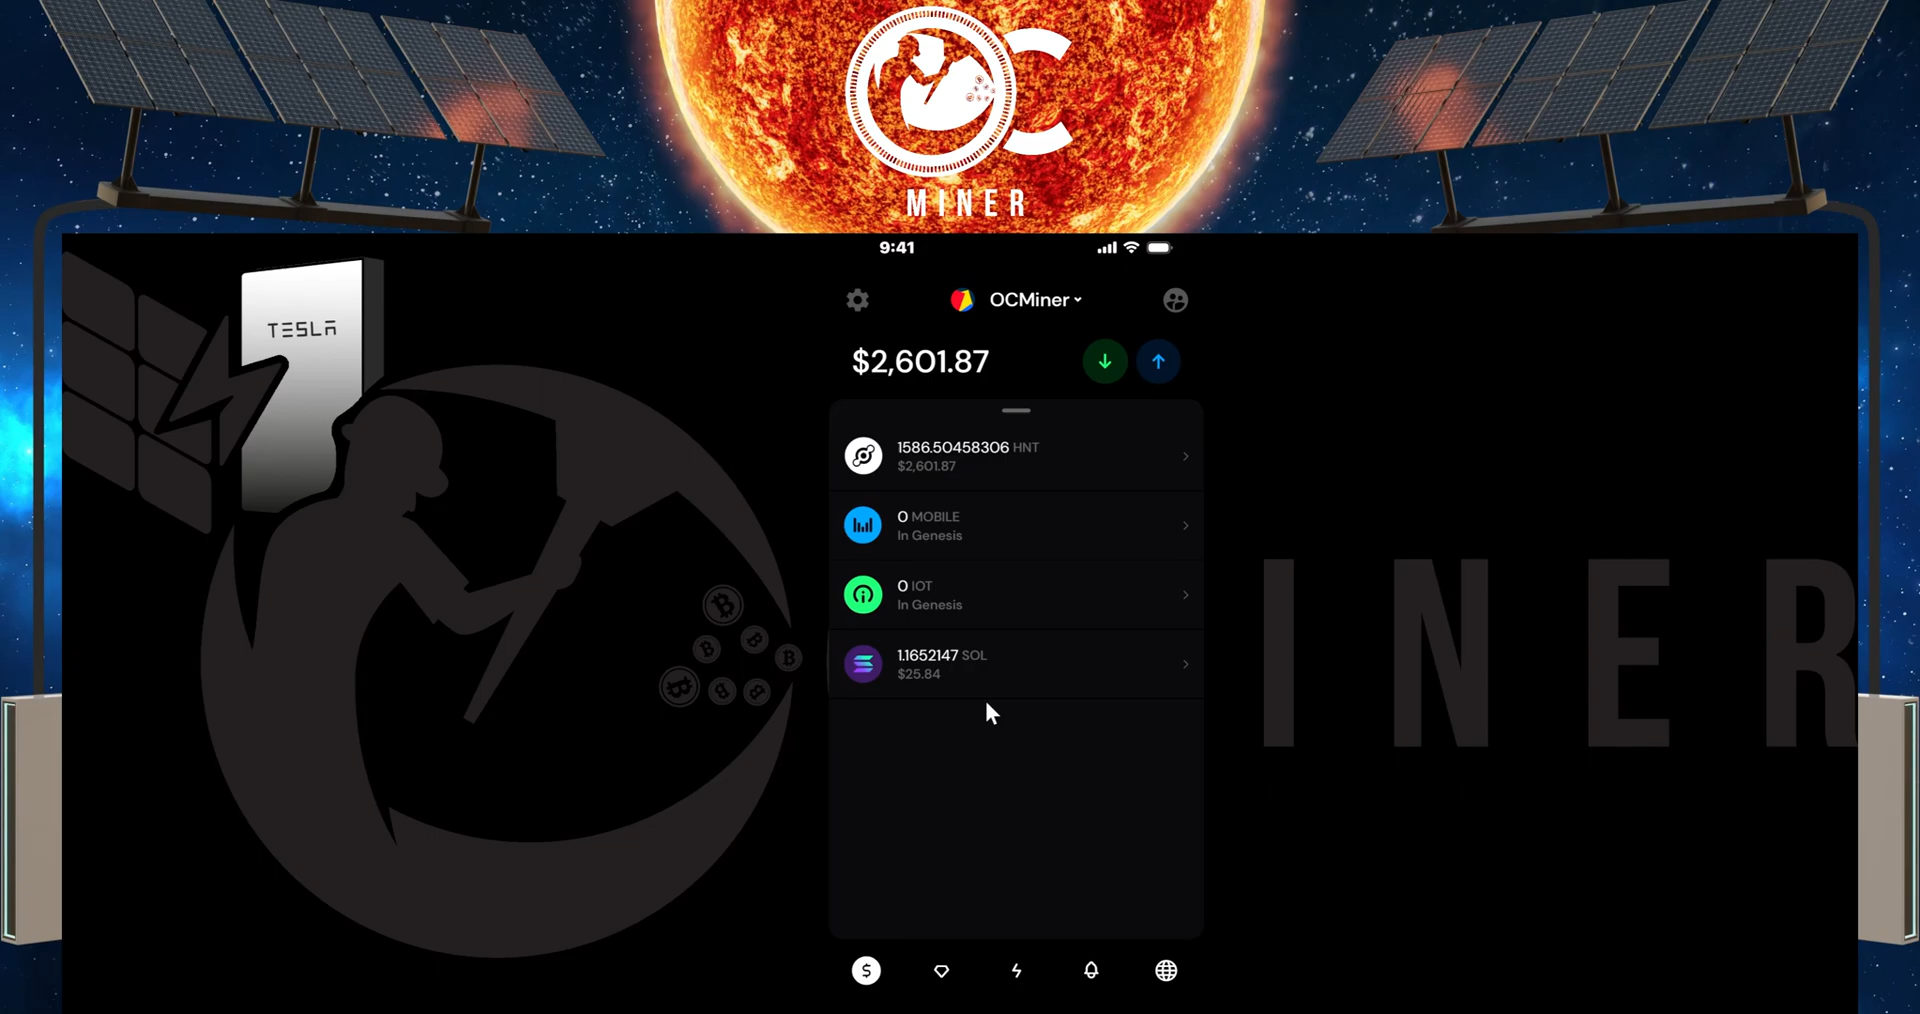 C
MINER
9:41
TESLA
OCMiner
$2,601.87
1586.50458306 HNT
$2,601.87
0 MOBILE
In Genesis
0 IOT
In Genesis
1.1652147 SOL
$25.84
INER